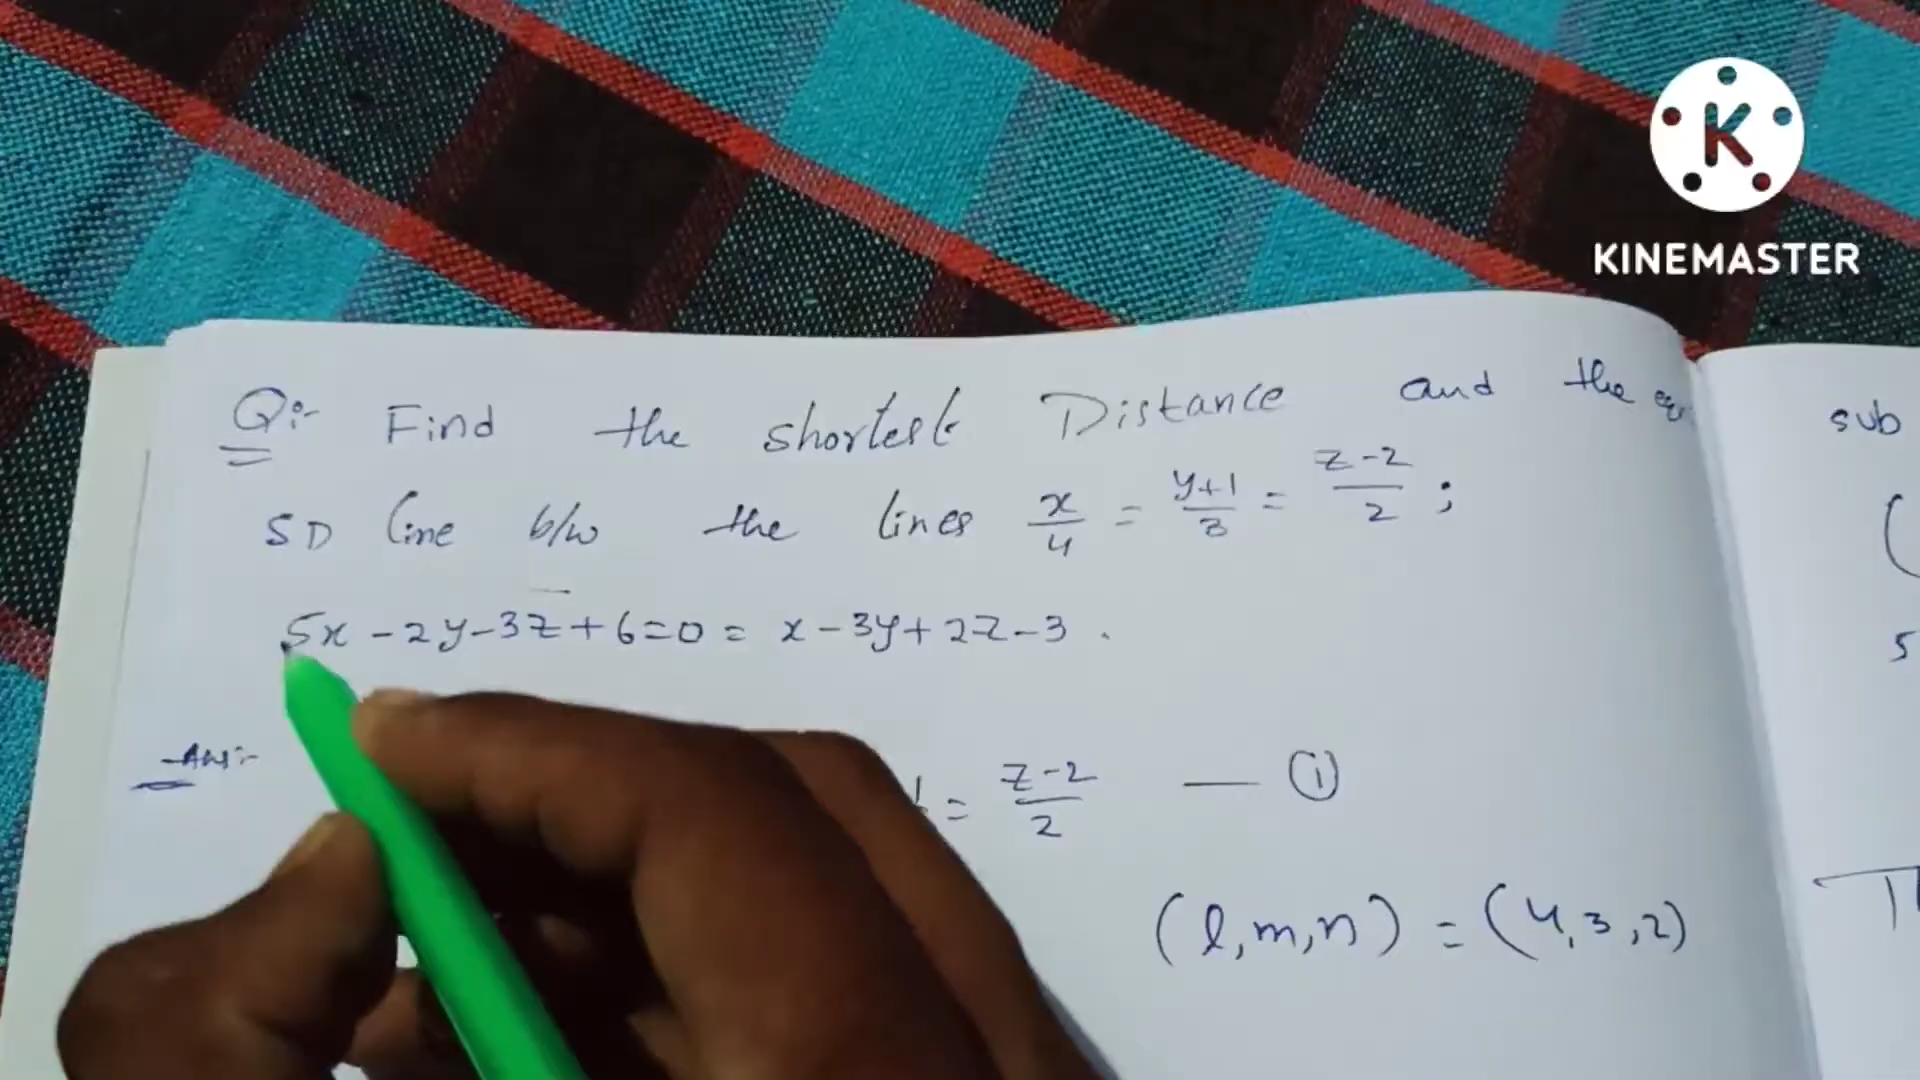 KINEMASTER
Q:- Find the shortest Distance and the
SD line b/w the lines x/4 = y+1/3 = z-2/2 ;
5x - 2y - 3z + 6 = 0 = x - 3y + 2z - 3 .
Ans:-
= z-2/2 — (1)
(l, m, n) = (4, 3, 2)
sub
(
5